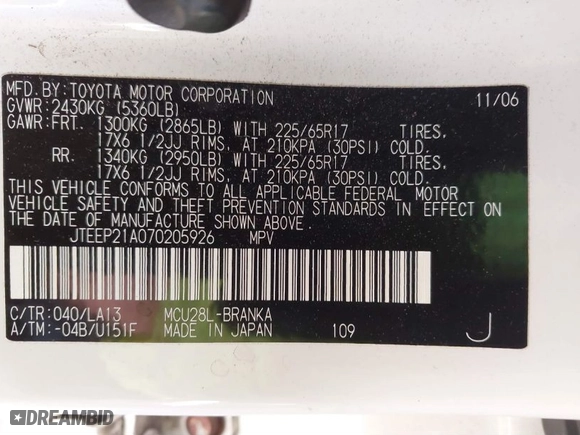 MFD. BY: TOYOTA MOTOR CORPORATION 11/06
GVWR: 2430KG (5360LB)
GAWR: FRT. 1300KG (2865LB) WITH 225/65R17 TIRES,
17X6 1/2JJ RIMS, AT 210KPA (30PSI) COLD.
RR. 1340KG (2950LB) WITH 225/65R17 TIRES,
17X6 1/2JJ RIMS, AT 210KPA (30PSI) COLD.
THIS VEHICLE CONFORMS TO ALL APPLICABLE FEDERAL MOTOR
VEHICLE SAFETY AND THEFT PREVENTION STANDARDS IN EFFECT ON
THE DATE OF MANUFACTURE SHOWN ABOVE.
JTEEP21A070205926 MPV
C/TR: 040/LA13 MCU28L-BRANKA
A/TM: -04B/U151F MADE IN JAPAN 109 J
DREAMBID